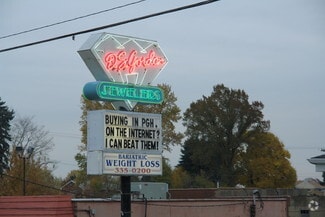 JEWELERS
BUYING IN PGH
ON THE INTERNET?
I CAN BEAT THEM!
BARIATRIC
WEIGHT LOSS
335-0200